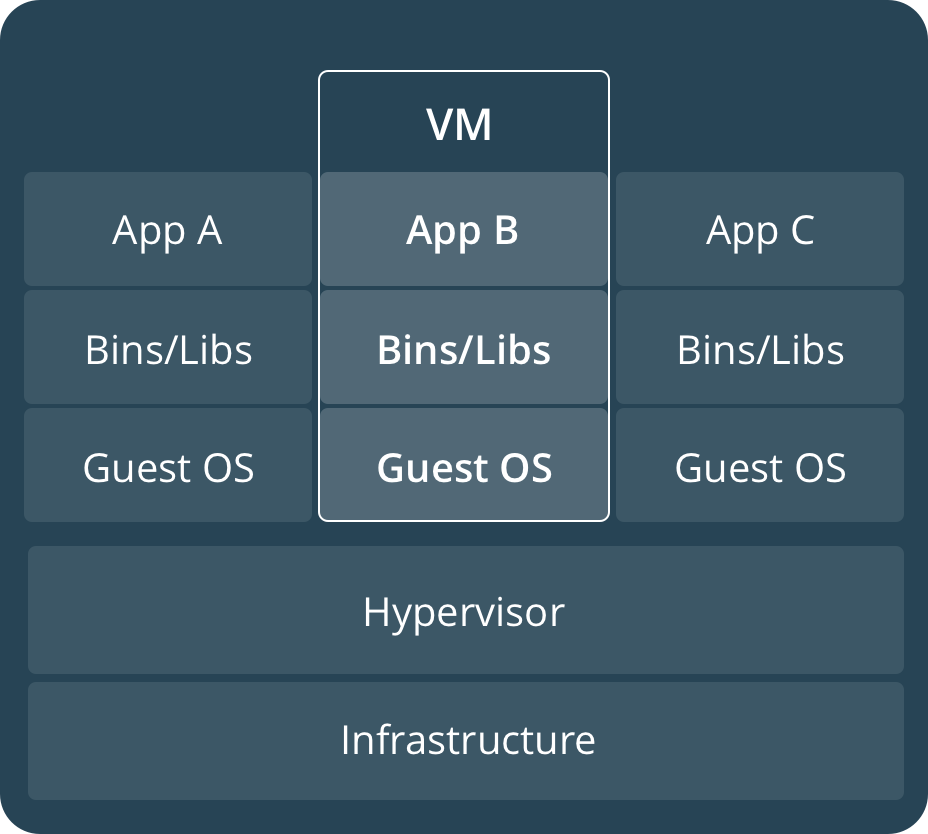 VM
App A
App B
App C
Bins/Libs
Bins/Libs
Bins/Libs
Guest OS
Guest OS
Guest OS
Hypervisor
Infrastructure